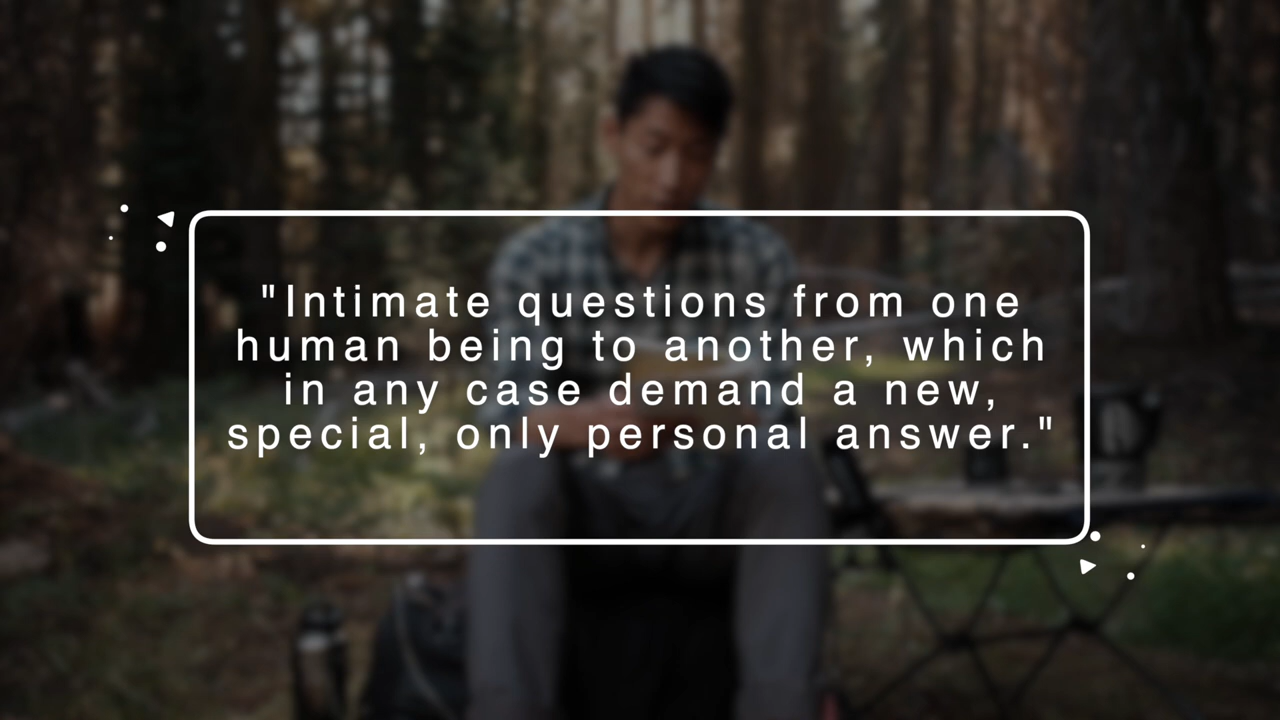 "Intimate questions from one
human being to another, which
in any case demand a new,
special, only personal answer."